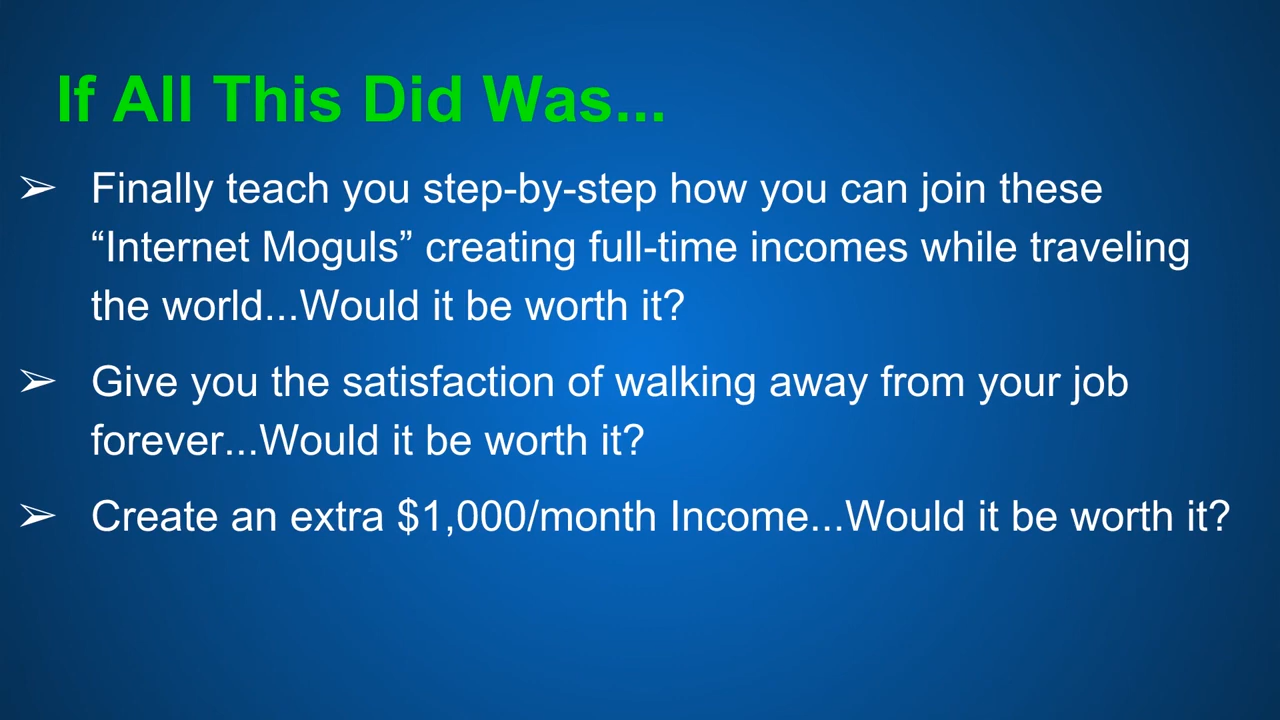 If All This Did Was...
➢ Finally teach you step-by-step how you can join these
“Internet Moguls” creating full-time incomes while traveling
the world...Would it be worth it?
➢ Give you the satisfaction of walking away from your job
forever...Would it be worth it?
➢ Create an extra $1,000/month Income...Would it be worth it?